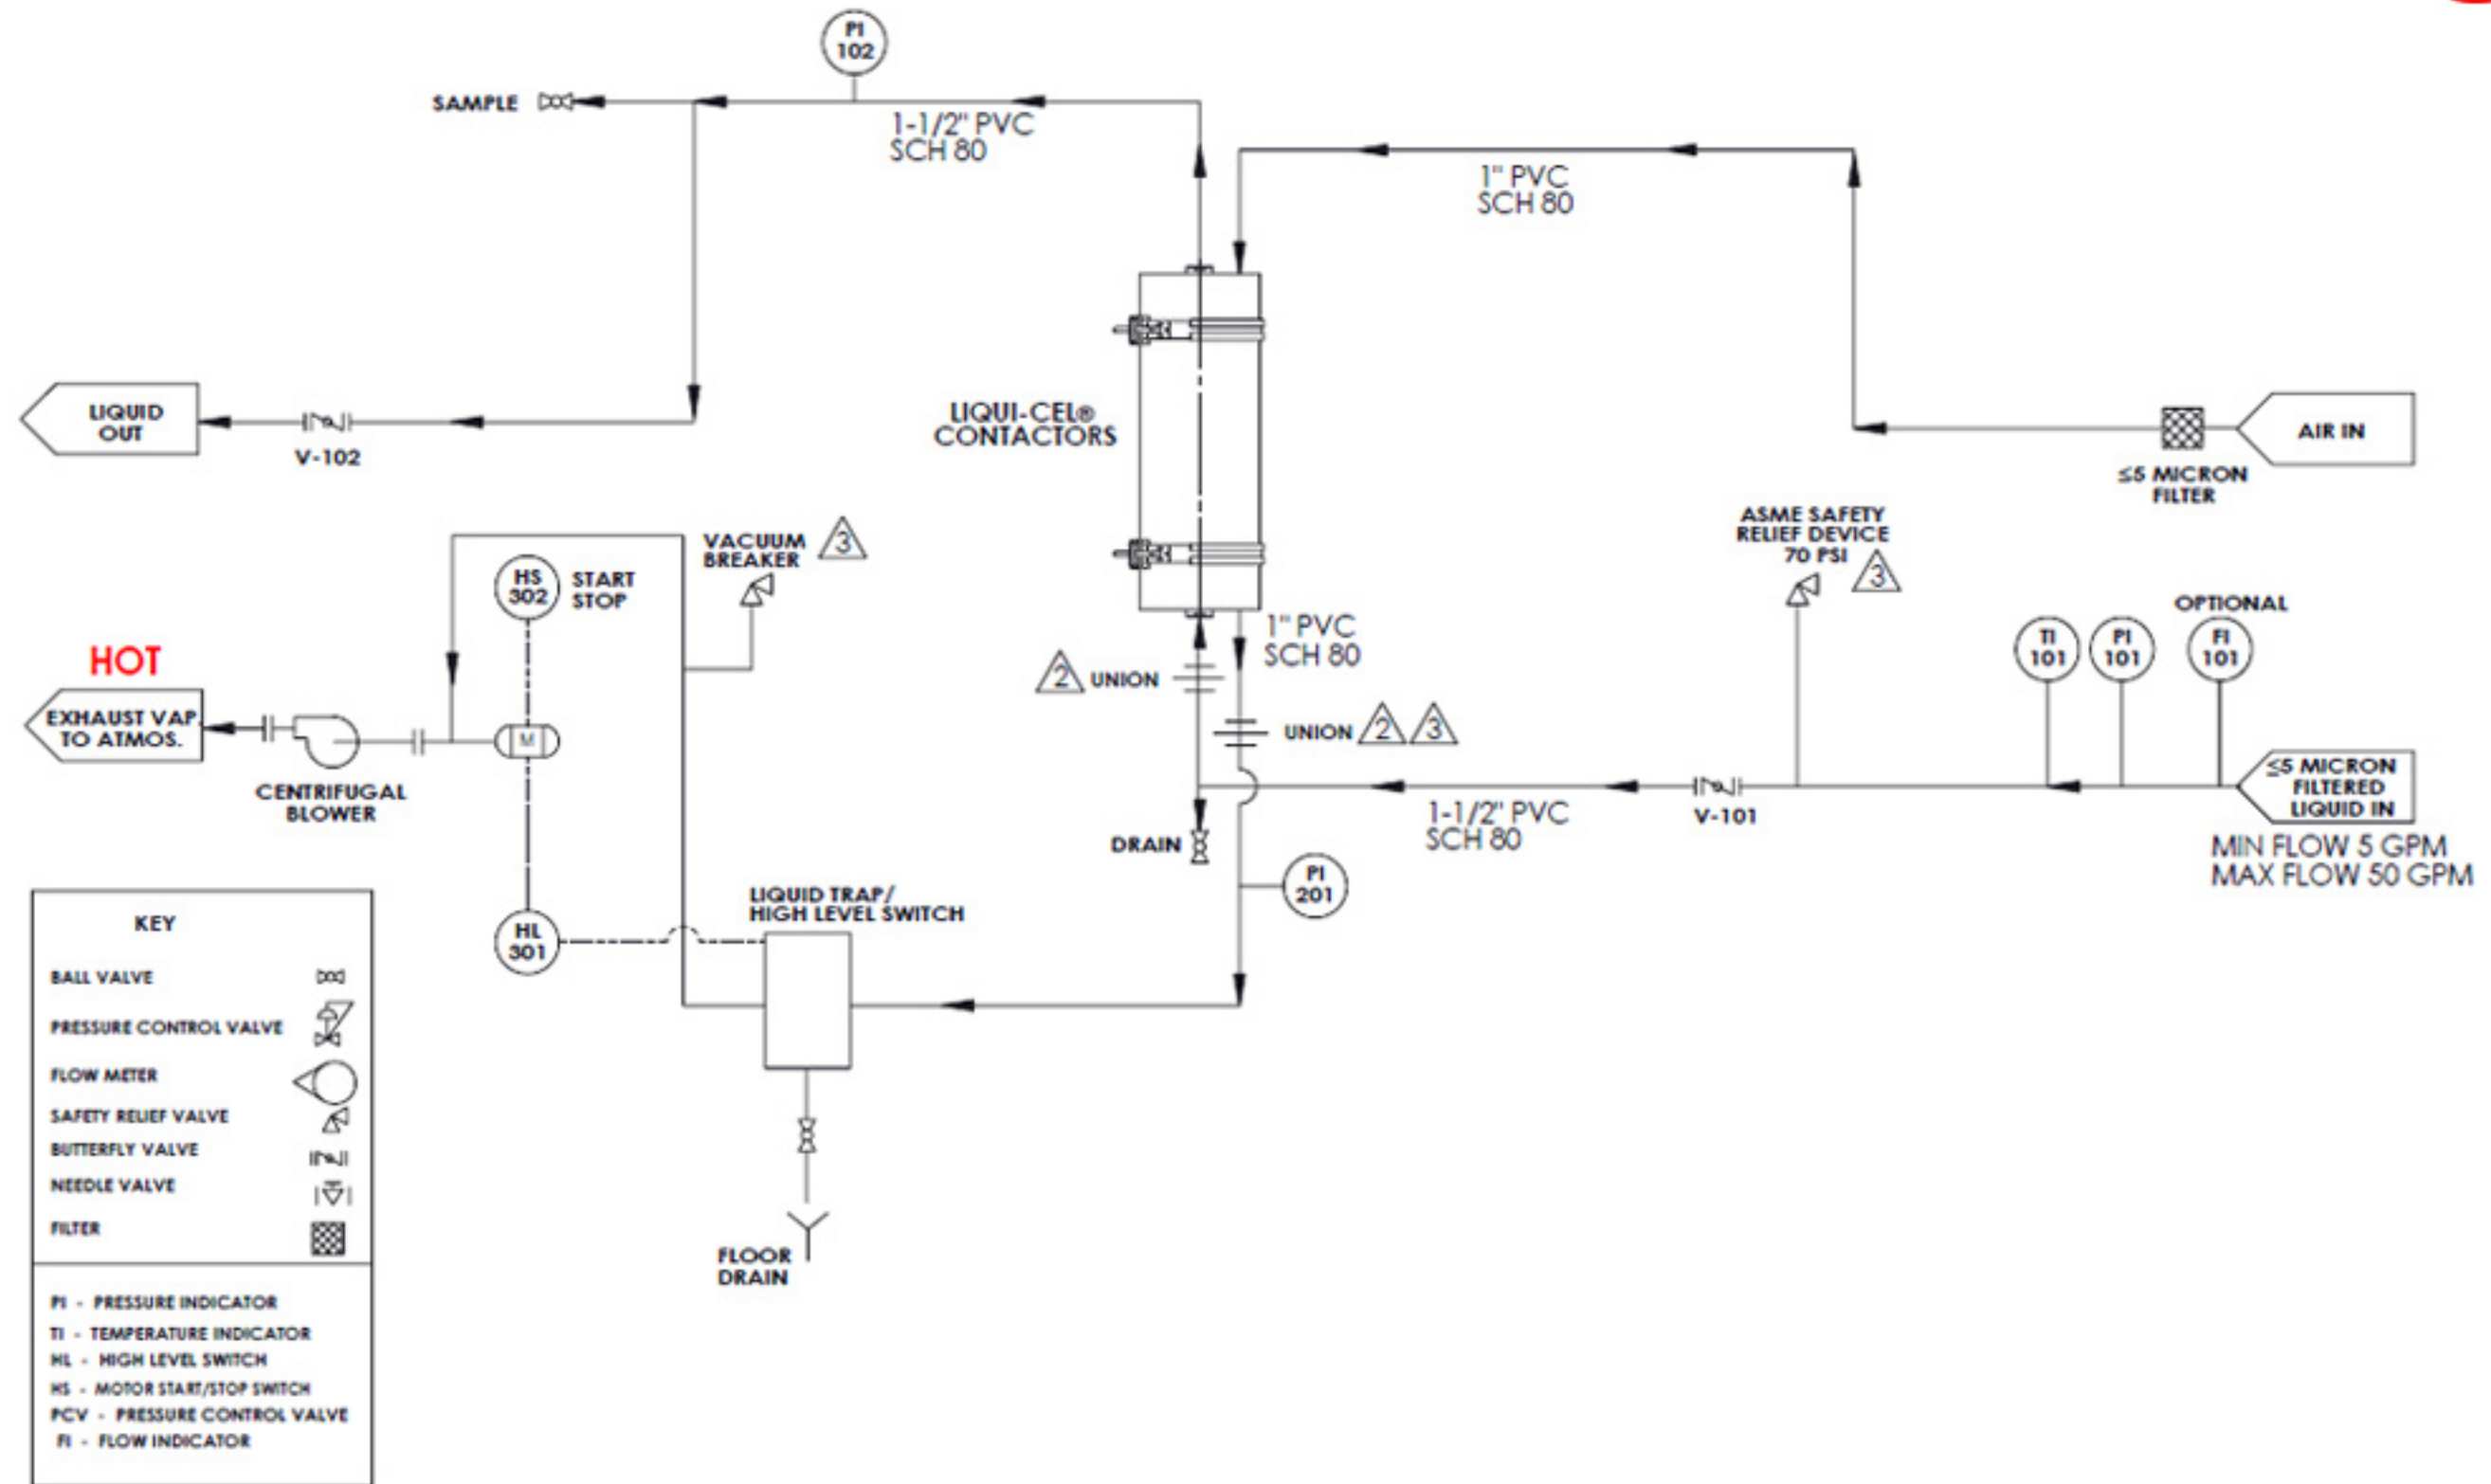 PI
102
SAMPLE
1-1/2" PVC
SCH 80
1" PVC
SCH 80
LIQUID
OUT
V-102
LIQUI-CEL®
CONTACTORS
AIR IN
≤5 MICRON
FILTER
ASME SAFETY
RELIEF DEVICE
70 PSI
3
VACUUM
BREAKER
3
HS
302
START
STOP
OPTIONAL
TI
101
PI
101
FI
101
1" PVC
SCH 80
HOT
2 UNION
UNION 2 3
EXHAUST VAP.
TO ATMOS.
M
CENTRIFUGAL
BLOWER
≤5 MICRON
FILTERED
LIQUID IN
V-101
1-1/2" PVC
SCH 80
MIN FLOW 5 GPM
MAX FLOW 50 GPM
DRAIN
PI
201
LIQUID TRAP/
HIGH LEVEL SWITCH
HL
301
FLOOR
DRAIN
KEY
BALL VALVE
PRESSURE CONTROL VALVE
FLOW METER
SAFETY RELIEF VALVE
BUTTERFLY VALVE
NEEDLE VALVE
FILTER
PI - PRESSURE INDICATOR
TI - TEMPERATURE INDICATOR
HL - HIGH LEVEL SWITCH
HS - MOTOR START/STOP SWITCH
PCV - PRESSURE CONTROL VALVE
FI - FLOW INDICATOR